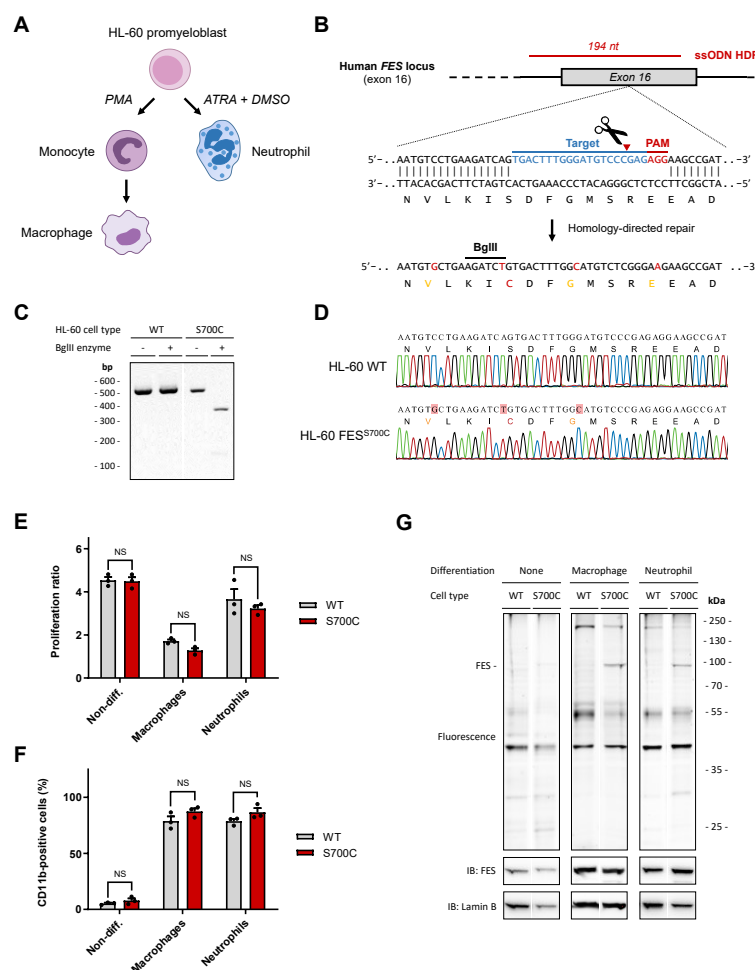 A
HL-60 promyeloblast
PMA
ATRA + DMSO
Monocyte
Neutrophil
Macrophage
B
194 nt
ssODN HDR
Human FES locus
(exon 16)
Exon 16
Target
PAM
5'-.. AATGTCCTGAAGATCAGTGACTTTGGGATGTCCCGAGAGGAAGCCGAT ..-3'
3'-.. TTACACGACTTCTAGTCACTGAAACCCTACAGGGCTCTCCTTCGGCTA ..-5'
N V L K I S D F G M S R E E A D
Homology-directed repair
BglII
5'-.. AATGTGCTGAAGATCTGTGACTTTGGCATGTCTCGGGAAGAAGCCGAT ..-3'
N V L K I C D F G M S R E E A D
C
HL-60 cell type WT S700C
BglII enzyme - + - +
bp
- 600 -
- 500 -
- 400 -
- 300 -
- 200 -
- 100 -
D
AATGTCCTGAAGATCAGTGACTTTGGGATGTCCCGAGAGGAAGCCGAT
N V L K I S D F G M S R E E A D
HL-60 WT
AATGTGCTGAAGATCTGTGACTTTGGCATGTCCCGAGAGGAAGCCGAT
N V L K I C D F G M S R E E A D
HL-60 FES S700C
E
Proliferation ratio
6
4
2
0
NS
NS
NS
WT
S700C
Non-diff.
Macrophages
Neutrophils
F
CD11b-positive cells (%)
100
50
0
NS
NS
NS
WT
S700C
Non-diff.
Macrophages
Neutrophils
G
Differentiation None Macrophage Neutrophil
Cell type WT S700C WT S700C WT S700C
kDa
- 250 -
- 130 -
FES -
- 100 -
- 70 -
- 55 -
Fluorescence
- 35 -
- 25 -
IB: FES
IB: Lamin B